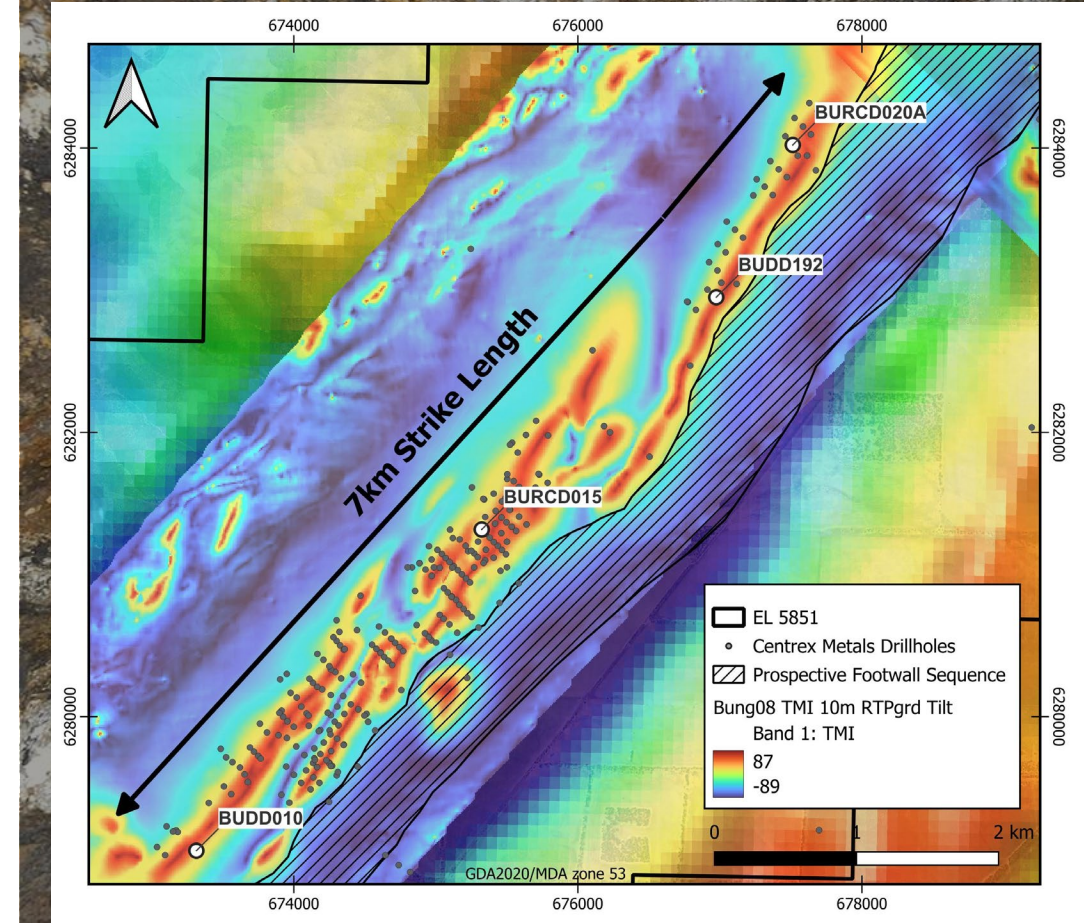 674000
676000
678000
6284000
6284000
BURCD020A
BUDD192
7km Strike Length
6282000
6282000
BURCD015
EL 5851
Centrex Metals Drillholes
Prospective Footwall Sequence
Bung08 TMI 10m RTPgrd Tilt
Band 1: TMI
87
-89
6280000
6280000
BUDD010
0
1
2 km
GDA2020/MDA zone 53
674000
676000
678000